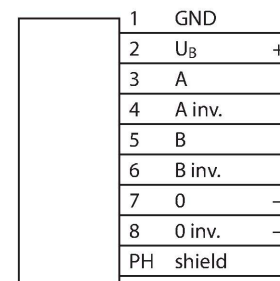 1 GND
2 U_B +
3 A
4 A inv.
5 B
6 B inv.
7 0 –
8 0 inv. –
PH shield